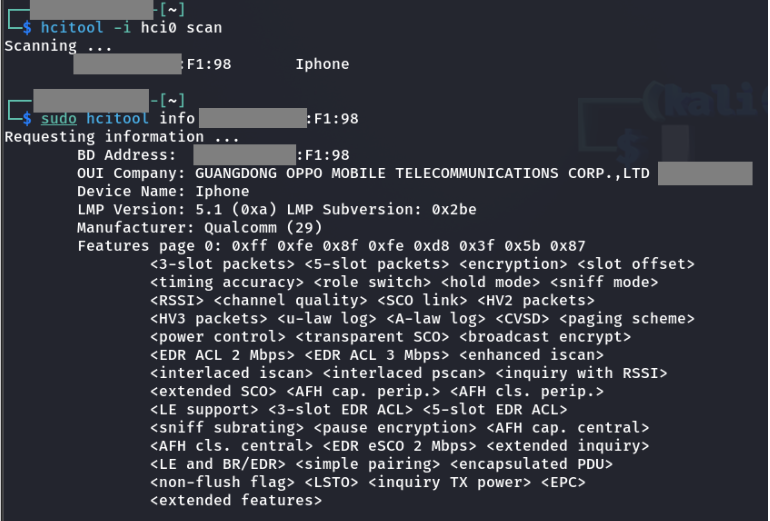 -[~]
$ hcitool -i hci0 scan
Scanning ...
:F1:98 Iphone
-[~]
$ sudo hcitool info :F1:98
Requesting information ...
BD Address: :F1:98
OUI Company: GUANGDONG OPPO MOBILE TELECOMMUNICATIONS CORP.,LTD
Device Name: Iphone
LMP Version: 5.1 (0xa) LMP Subversion: 0x2be
Manufacturer: Qualcomm (29)
Features page 0: 0xff 0xfe 0x8f 0xfe 0xd8 0x3f 0x5b 0x87
<3-slot packets> <5-slot packets> <encryption> <slot offset>
<timing accuracy> <role switch> <hold mode> <sniff mode>
<RSSI> <channel quality> <SCO link> <HV2 packets>
<HV3 packets> <u-law log> <A-law log> <CVSD> <paging scheme>
<power control> <transparent SCO> <broadcast encrypt>
<EDR ACL 2 Mbps> <EDR ACL 3 Mbps> <enhanced iscan>
<interlaced iscan> <interlaced pscan> <inquiry with RSSI>
<extended SCO> <AFH cap. perip.> <AFH cls. perip.>
<LE support> <3-slot EDR ACL> <5-slot EDR ACL>
<sniff subrating> <pause encryption> <AFH cap. central>
<AFH cls. central> <EDR eSCO 2 Mbps> <extended inquiry>
<LE and BR/EDR> <simple pairing> <encapsulated PDU>
<non-flush flag> <LSTO> <inquiry TX power> <EPC>
<extended features>
(kali
$